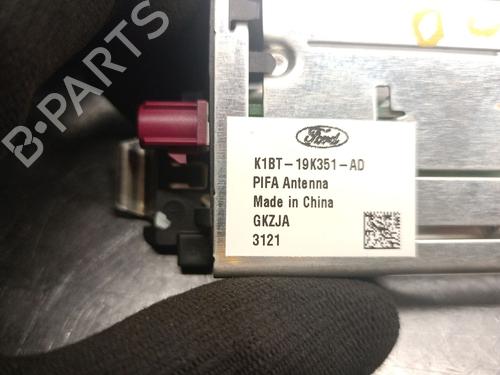 B-PARTS
Ford
K1BT-19K351-AD
PIFA Antenna
Made in China
GKZJA
3121